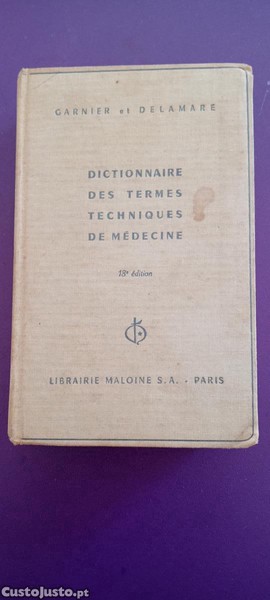 GARNIER et DELAMARE
DICTIONNAIRE
DES TERMES
TECHNIQUES
DE MÉDECINE
18e édition
LIBRAIRIE MALOINE S.A. - PARIS
CustoJusto.pt